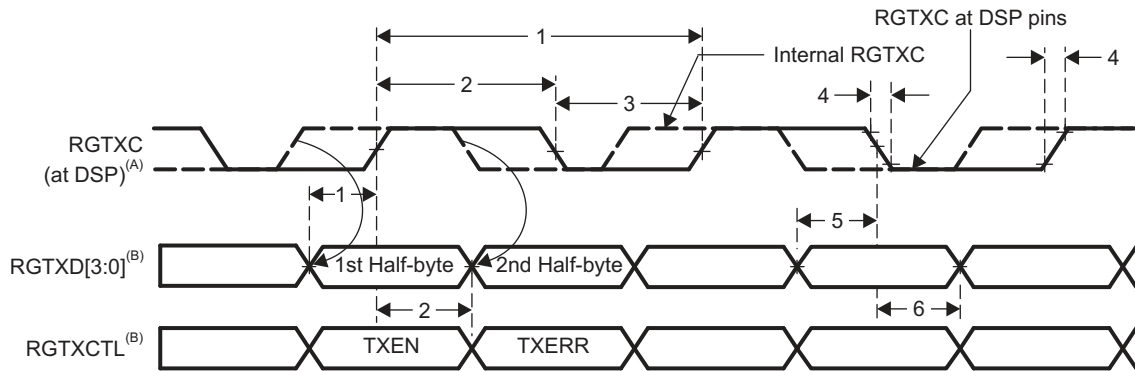 RGTXC at DSP pins
1
Internal RGTXC
4
2
4
3
RGTXC
(at DSP)(A)
1
5
RGTXD[3:0](B)
1st Half-byte
2nd Half-byte
2
6
RGTXCTL(B)
TXEN
TXERR